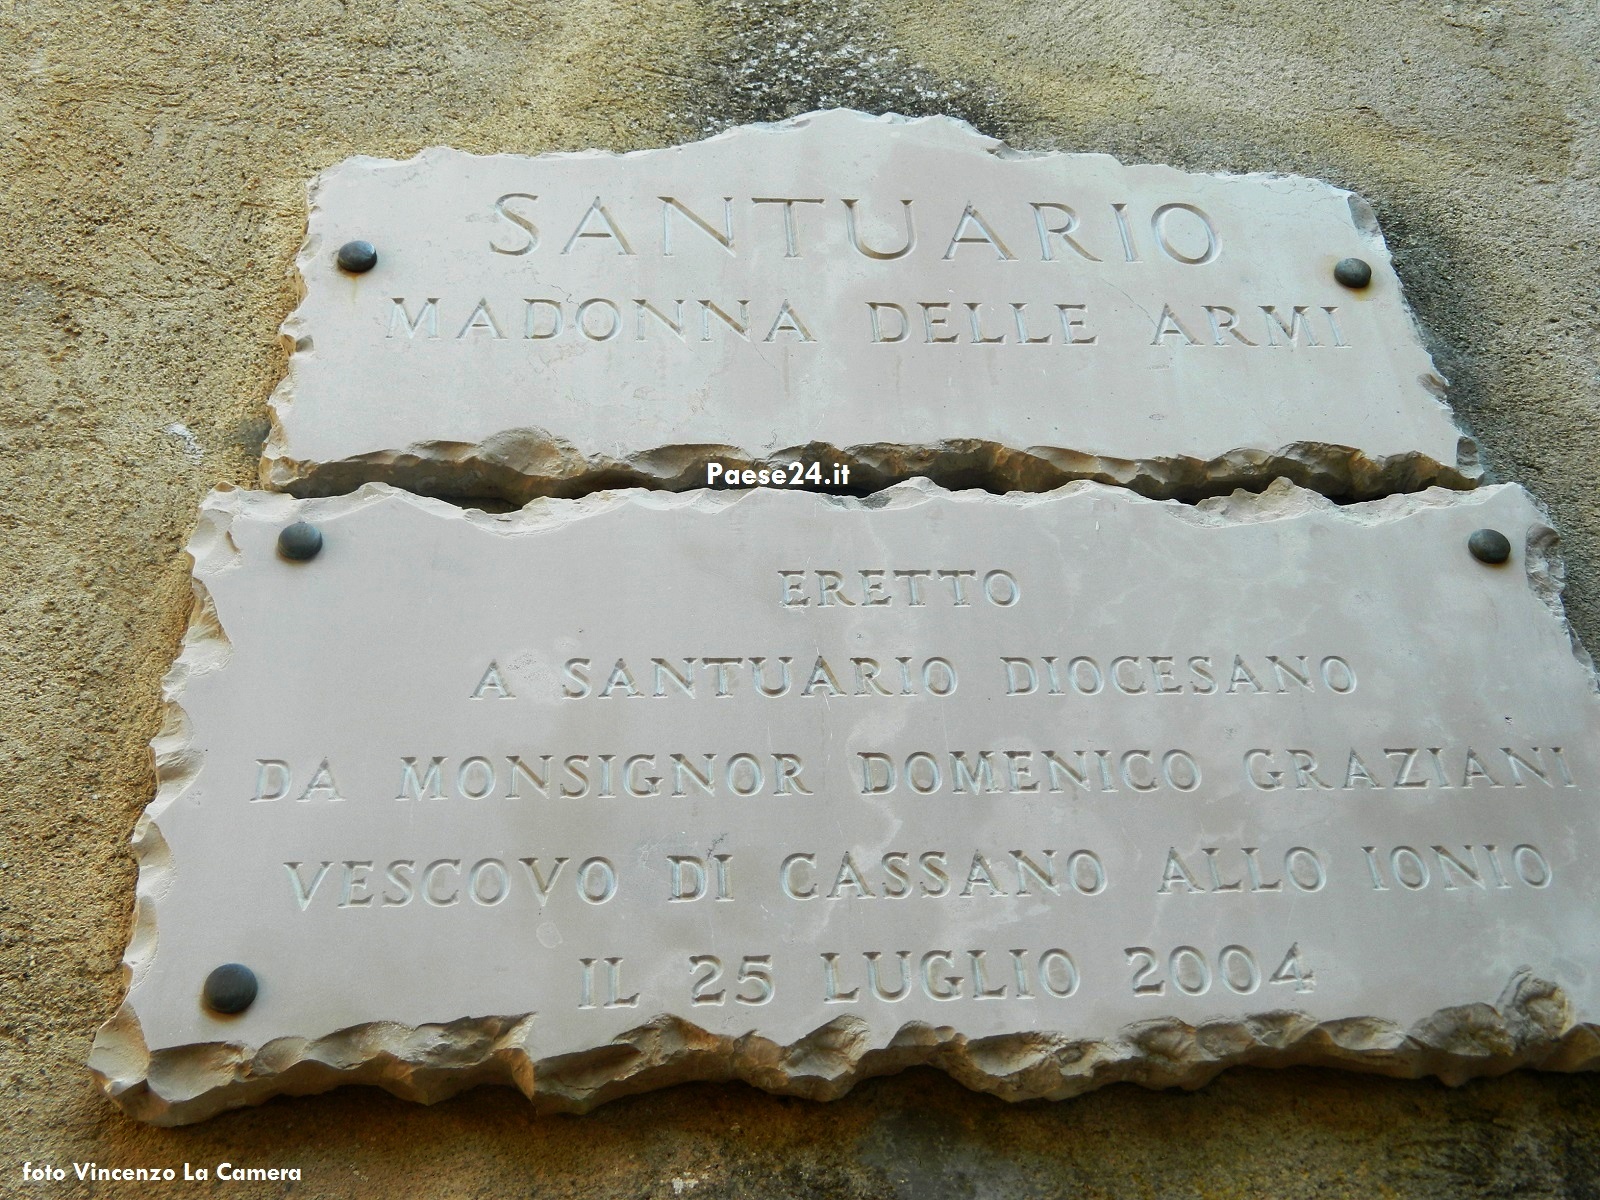 SANTUARIO
MADONNA DELLE ARMI
Paese24.it
ERETTO
A SANTUARIO DIOCESANO
DA MONSIGNOR DOMENICO GRAZIANI
VESCOVO DI CASSANO ALLO IONIO
IL 25 LUGLIO 2004
foto Vincenzo La Camera